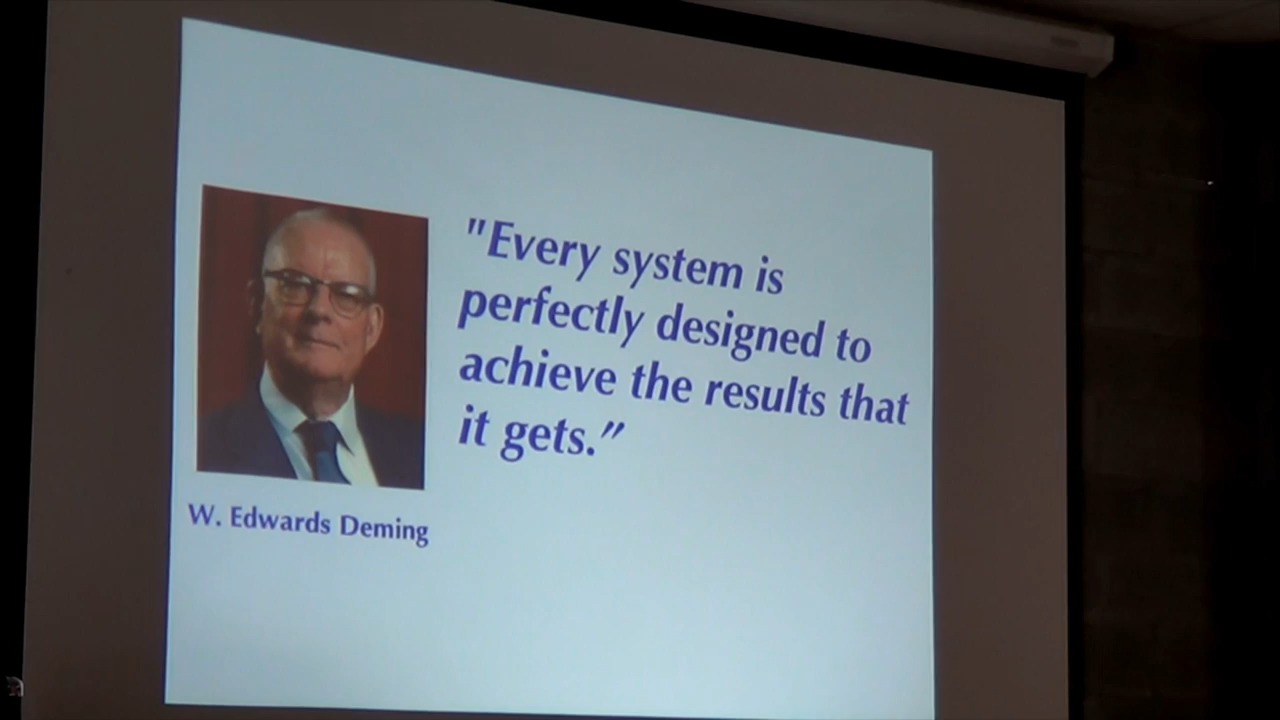 "Every system is
perfectly designed to
achieve the results that
it gets.”
W. Edwards Deming